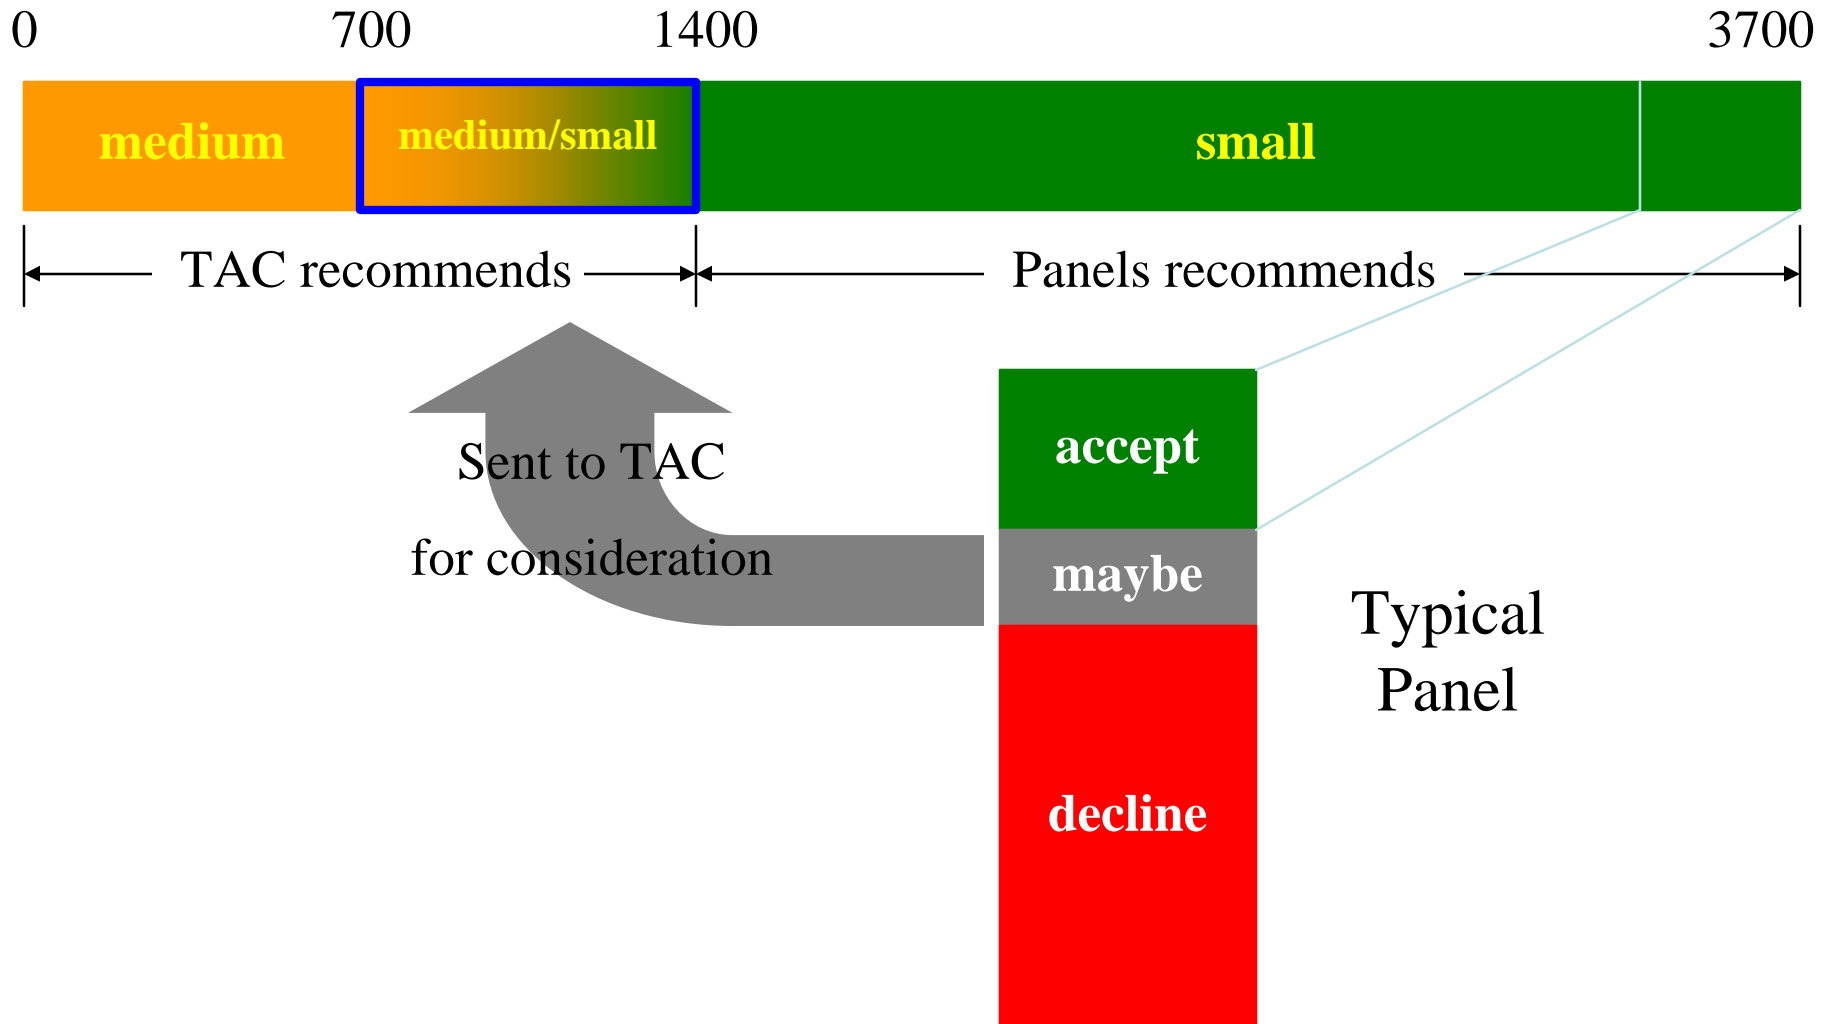 0
700
1400
3700
medium
medium/small
small
TAC recommends
Panels recommends
Sent to TAC
for consideration
accept
maybe
decline
Typical
Panel